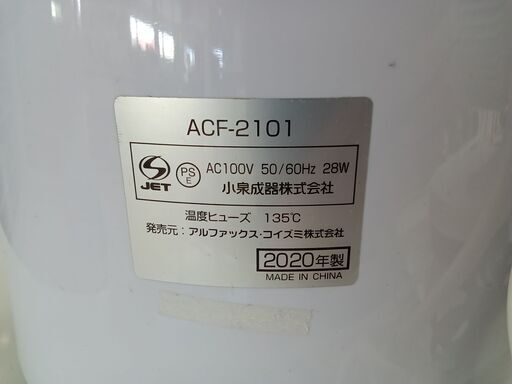 ACF-2101
JET
PS
E
AC100V 50/60Hz 28W
小泉成器株式会社
温度ヒューズ 135℃
発売元：アルファックス・コイズミ株式会社
2020年製
MADE IN CHINA